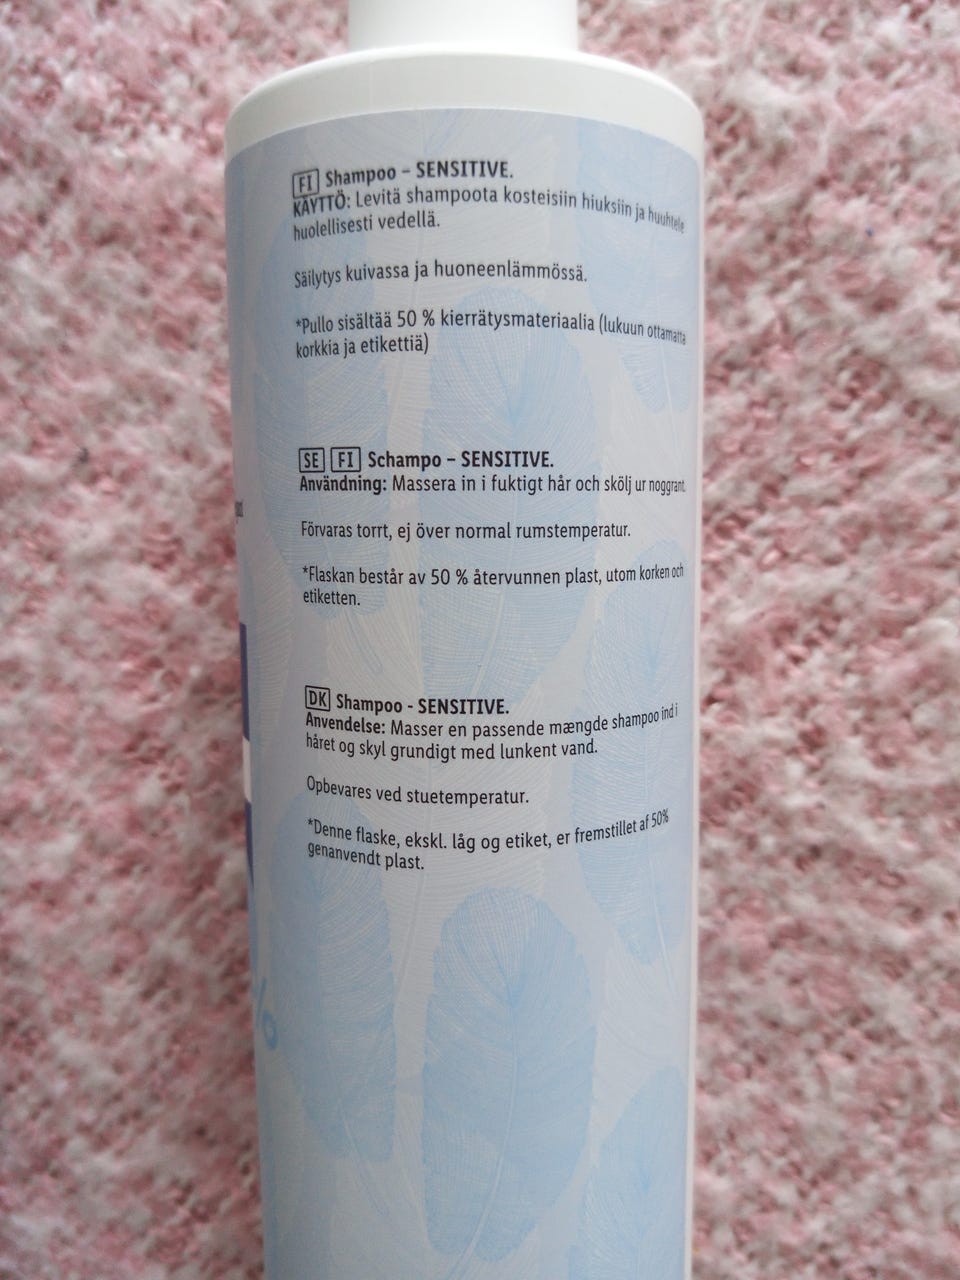 FI Shampoo – SENSITIVE.
KÄYTTÖ: Levitä shampoota kosteisiin hiuksiin ja huuhtele
huolellisesti vedellä.
Säilytys kuivassa ja huoneenlämmössä.
*Pullo sisältää 50 % kierrätysmateriaalia (lukuun ottamatta
korkkia ja etikettiä)
SE FI Schampo – SENSITIVE.
Användning: Massera in i fuktigt hår och skölj ur noggrant.
Förvaras torrt, ej över normal rumstemperatur.
*Flaskan består av 50 % återvunnen plast, utom korken och
etiketten.
DK Shampoo - SENSITIVE.
Anvendelse: Masser en passende mængde shampoo ind i
håret og skyl grundigt med lunkent vand.
Opbevares ved stuetemperatur.
*Denne flaske, ekskl. låg og etiket, er fremstillet af 50%
genanvendt plast.
%